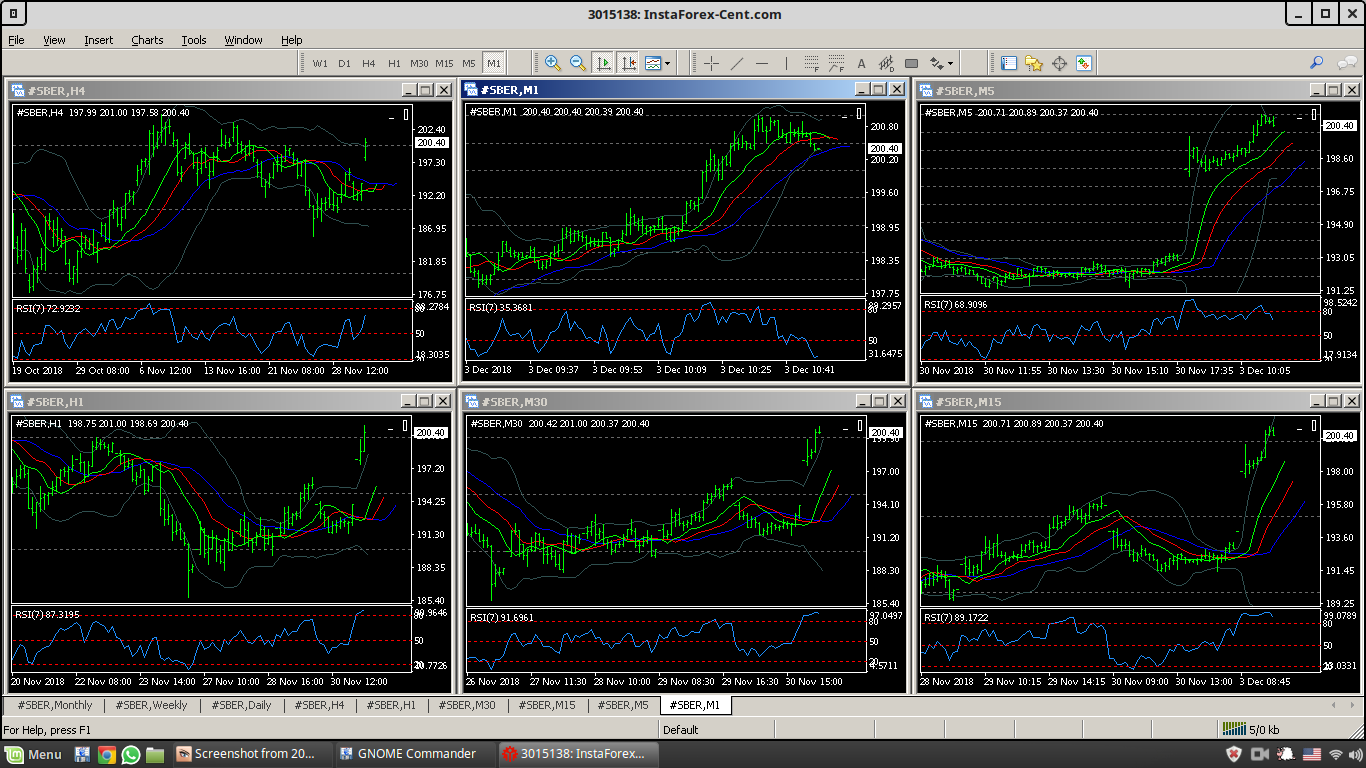 3015138: InstaForex-Cent.com
File View Insert Charts Tools Window Help
W1 D1 H4 H1 M30 M15 M5 M1
#SBER,H4
#SBER,H4 197.99 201.00 197.58 200.40
202.40
200.40
197.30
192.20
186.95
181.85
176.75
RSI(7) 72.9232
50
19 Oct 2018 29 Oct 08:00 6 Nov 12:00 13 Nov 16:00 21 Nov 08:00 28 Nov 12:00
#SBER,M1
#SBER,M1 200.40 200.40 200.39 200.40
200.80
200.40
200.20
199.60
198.95
198.35
197.75
RSI(7) 35.3681
80
50
31.6475
3 Dec 2018 3 Dec 09:37 3 Dec 09:53 3 Dec 10:09 3 Dec 10:25 3 Dec 10:41
#SBER,M5
#SBER,M5 200.71 200.89 200.37 200.40
200.40
198.60
196.75
194.90
193.05
191.25
RSI(7) 68.9096
98.5242
80
50
30 Nov 2018 30 Nov 11:55 30 Nov 13:30 30 Nov 15:10 30 Nov 17:35 3 Dec 10:05
#SBER,H1
#SBER,H1 198.75 201.00 198.69 200.40
200.40
197.20
194.25
191.30
188.35
185.40
RSI(7) 87.3195
50
20 Nov 2018 22 Nov 08:00 23 Nov 14:00 27 Nov 10:00 28 Nov 16:00 30 Nov 12:00
#SBER,M30
#SBER,M30 200.42 201.00 200.37 200.40
200.40
197.00
194.10
191.20
188.30
185.40
RSI(7) 91.6961
97.0497
80
50
26 Nov 2018 27 Nov 11:30 28 Nov 10:00 29 Nov 08:30 29 Nov 16:30 30 Nov 15:00
#SBER,M15
#SBER,M15 200.71 200.89 200.37 200.40
200.40
198.00
195.80
193.60
191.45
189.25
RSI(7) 89.1722
99.0789
80
50
28 Nov 2018 29 Nov 10:15 29 Nov 14:15 30 Nov 09:00 30 Nov 13:00 3 Dec 08:45
#SBER,Monthly #SBER,Weekly #SBER,Daily #SBER,H4 #SBER,H1 #SBER,M30 #SBER,M15 #SBER,M5 #SBER,M1
For Help, press F1 Default 5/0 kb
Menu Screenshot from 20... GNOME Commander 3015138: InstaForex...